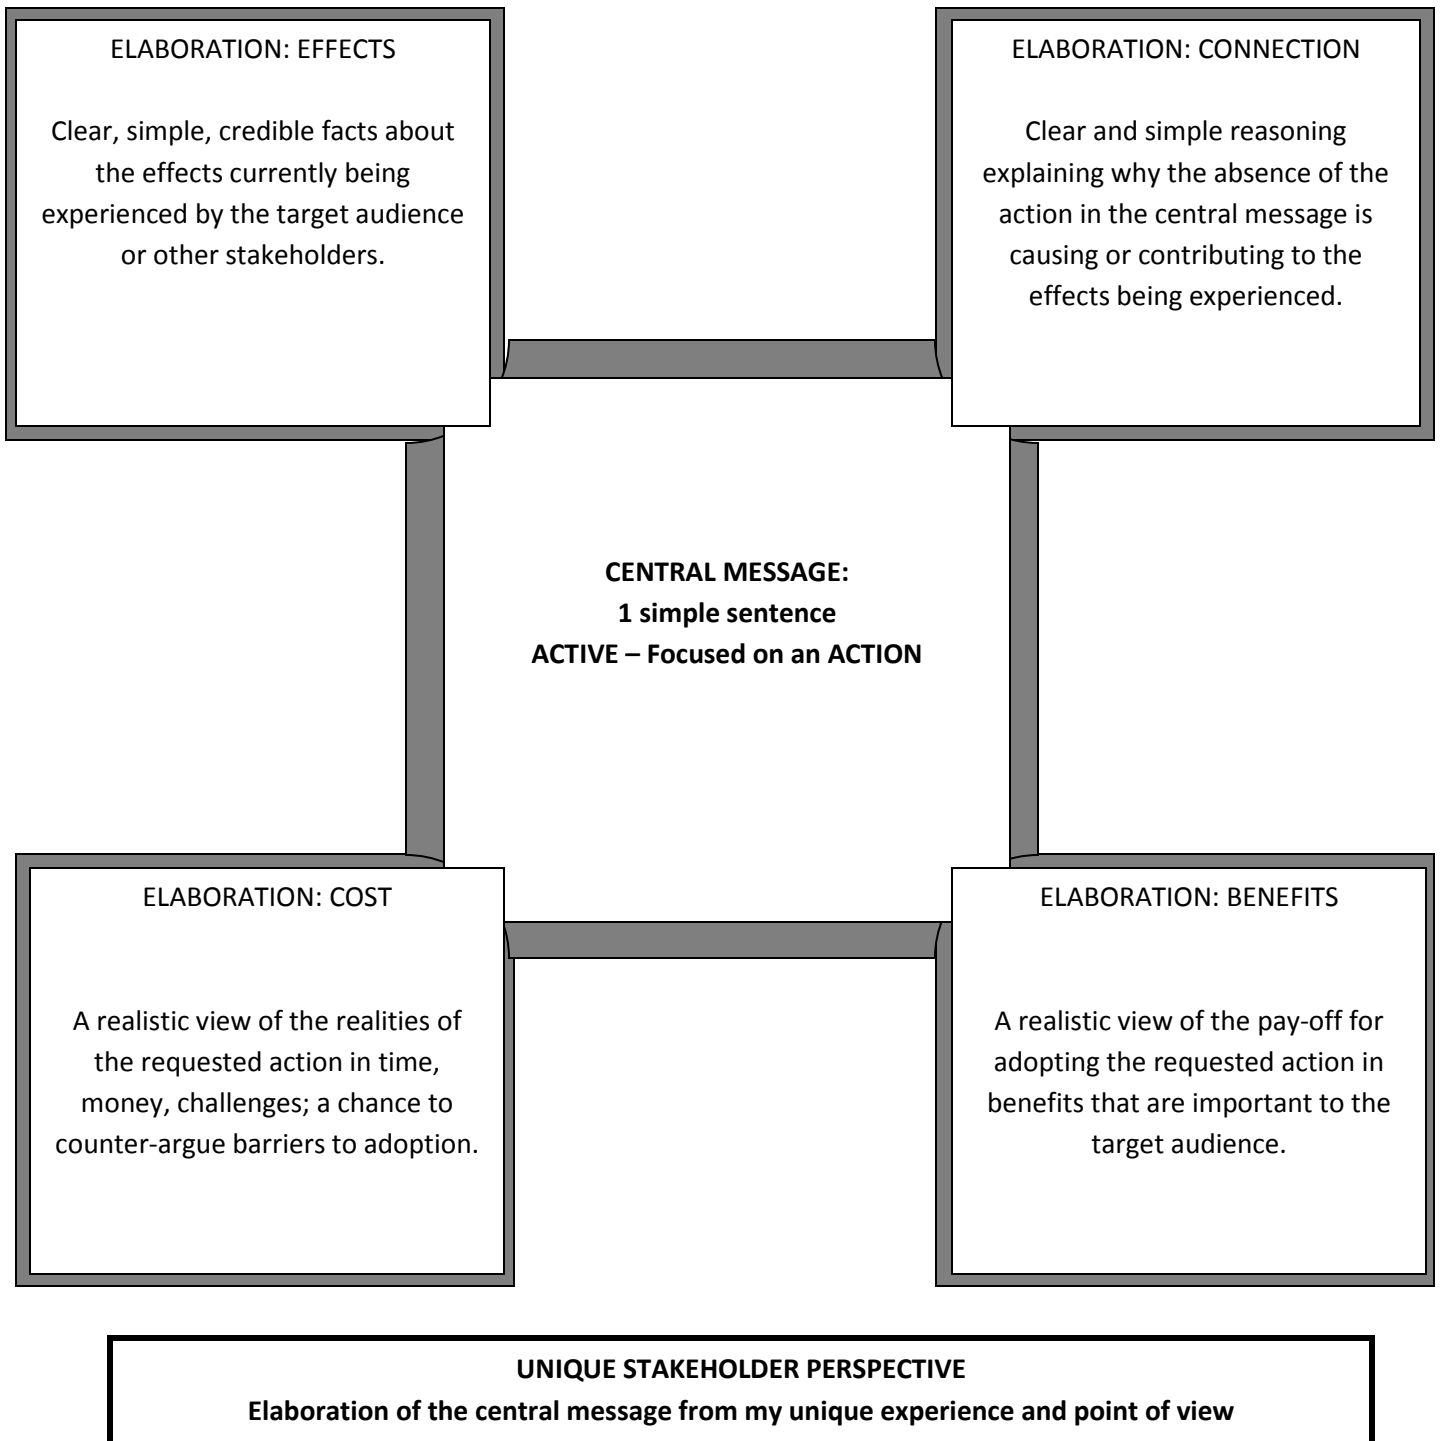 ELABORATION: EFFECTS
Clear, simple, credible facts about
the effects currently being
experienced by the target audience
or other stakeholders.
ELABORATION: CONNECTION
Clear and simple reasoning
explaining why the absence of the
action in the central message is
causing or contributing to the
effects being experienced.
CENTRAL MESSAGE:
1 simple sentence
ACTIVE – Focused on an ACTION
ELABORATION: COST
A realistic view of the realities of
the requested action in time,
money, challenges; a chance to
counter-argue barriers to adoption.
ELABORATION: BENEFITS
A realistic view of the pay-off for
adopting the requested action in
benefits that are important to the
target audience.
UNIQUE STAKEHOLDER PERSPECTIVE
Elaboration of the central message from my unique experience and point of view